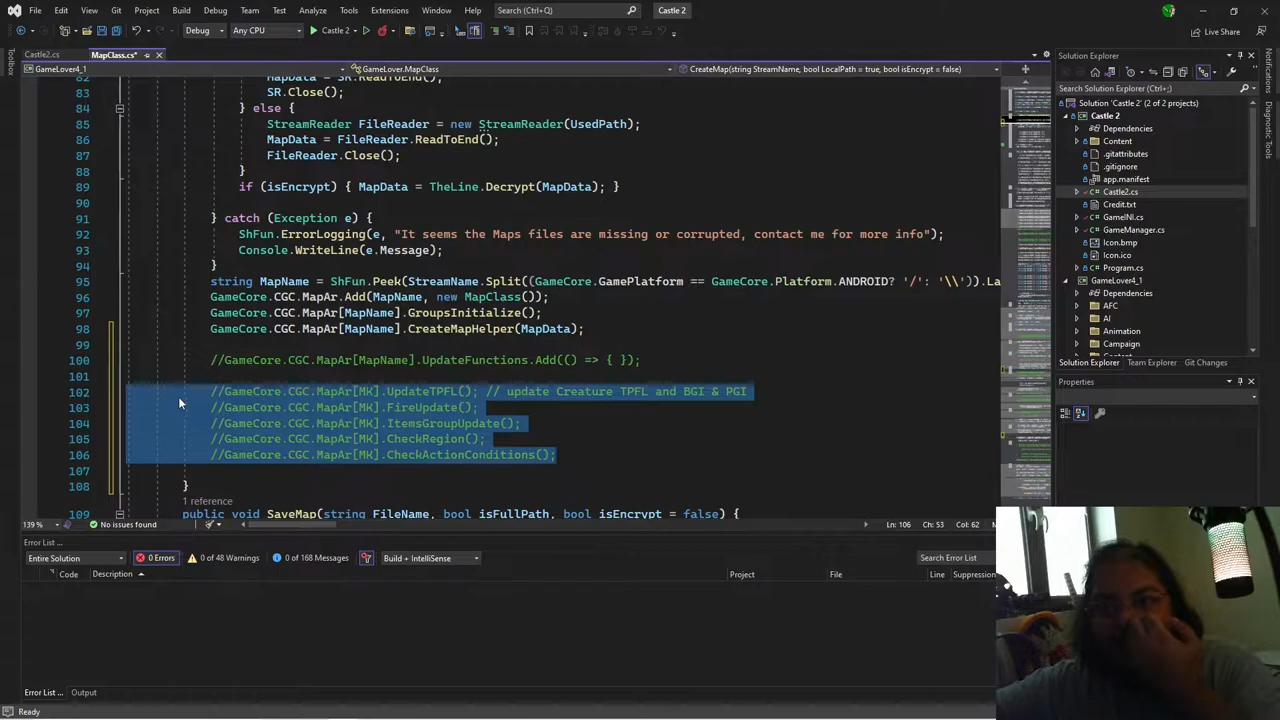 File Edit View Git Project Build Debug Team Test Analyze Tools Extensions Window Help Search (Ctrl+Q) Castle 2
Debug Any CPU Castle 2 Live Share
Toolbox
Castle2.cs MapClass.cs*
GameLover4_1 GameLover.MapClass CreateMap(string StreamName, bool LocalPath = true, bool isEncrypt = false)
82 MapData = SR.ReadToEnd();
83 SR.Close();
84 } else {
85 StreamReader FileReader = new StreamReader(UsedPath);
86 MapData = FileReader.ReadToEnd();
87 FileReader.Close();
88 }
89 if (isEncrypt) { MapData = TheLine.Decrypt(MapData); }
90
91 } catch (Exception e) {
92 ShFun.ErrorLoging(e, "It seems the Maps files are missing or corrupted, contact me for more info");
93 Console.WriteLine(e.Message);
94 }
95 string MapName = ShFun.Peek(StreamName.Split((GameCore.GamePlatform == GameCore.Platform.ANDROID? '/': '\\')).La
96 GameCore.CGC.MapAr.Add(MapName, new MapClass());
97 GameCore.CGC.MapAr[MapName].GroupsInitialize();
98 GameCore.CGC.MapAr[MapName].CreateMapHelper(MapData);
99
100 //GameCore.CGC.MapAr[MapName].UpdateFunctions.Add(() => { });
101
102 //GameCore.CGC.MapAr[MK].UpdateTPFL(); // update Creature TPFL and BGI & PGI
103 //GameCore.CGC.MapAr[MK].FireUpdate();
104 //GameCore.CGC.MapAr[MK].ItemsGroupUpdate();
105 //GameCore.CGC.MapAr[MK].CheckRegion();
106 //GameCore.CGC.MapAr[MK].CheckActionConditions();
107
108 }
1 reference
109 public void SaveMap(string FileName, bool isFullPath, bool isEncrypt = false) {
139 % No issues found Ln: 106 Ch: 53 Col: 62
Error List ...
Entire Solution 0 Errors 0 of 48 Warnings 0 of 168 Messages Build + IntelliSense Search Error List
Code Description Project File Line Suppression
Error List ... Output
Ready
Solution Explorer
Search Solution Explorer (Ctrl+;)
Solution 'Castle 2' (2 of 2 projects)
Castle 2
Dependencies
Content
.gitattributes
.gitignore
app.manifest
Castle2.cs
Credit.txt
GameINI.cs
GameManager.cs
Icon.bmp
Icon.ico
Program.cs
GameLover4_1
Dependencies
AFC
AI
Animation
Campaign
Solution Explorer Team Explorer Git Changes
Properties
Notifications
Diagnostic Tools